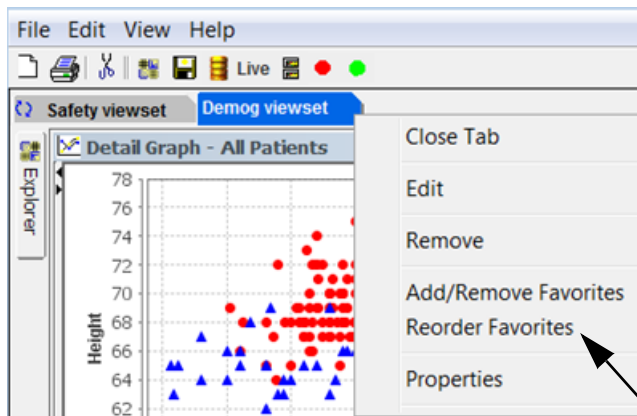 File Edit View Help
Live
Safety viewset Demog viewset
Close Tab
Edit
Remove
Add/Remove Favorites
Reorder Favorites
Properties
Explorer
Detail Graph - All Patients
Height
78
76
74
72
70
68
66
64
62